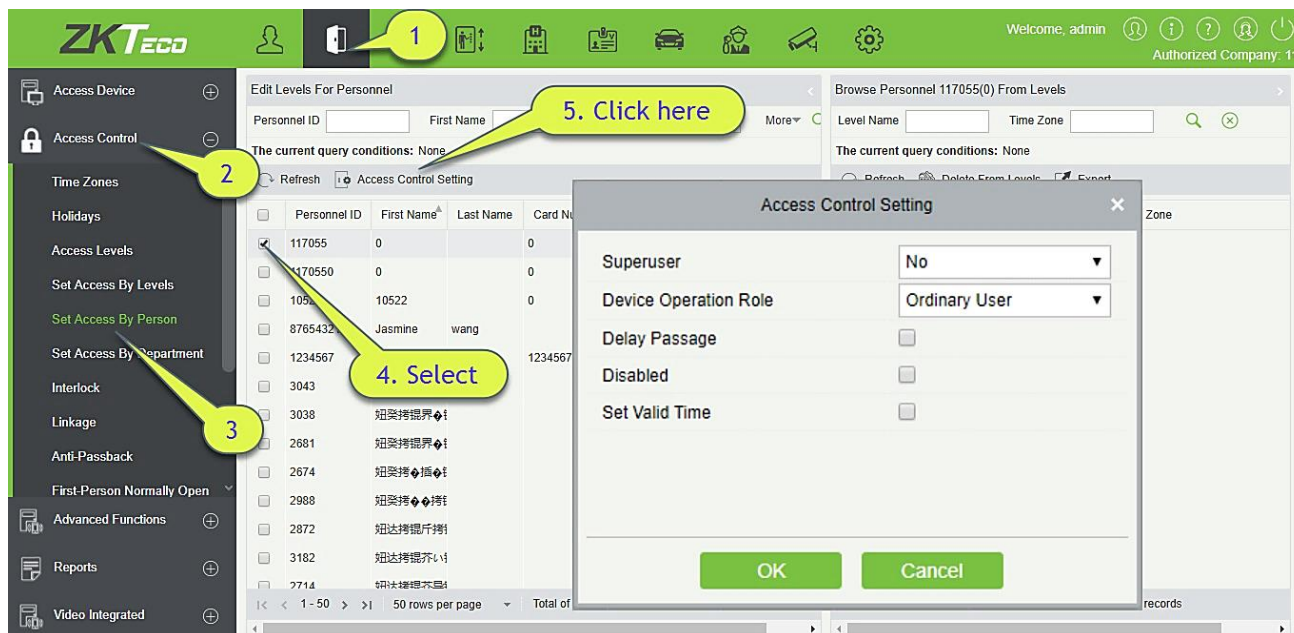 ZKTECO
1
Welcome, admin
Authorized Company: 1
Access Device
Access Control
2
Time Zones
Holidays
Access Levels
Set Access By Levels
Set Access By Person
Set Access By Department
Interlock
Linkage
3
Anti-Passback
First-Person Normally Open
Advanced Functions
Reports
Video Integrated
Edit Levels For Personnel
Personnel ID
First Name
5. Click here
More
The current query conditions: None
Refresh
Access Control Setting
Personnel ID First Name Last Name Card Nu
117055 0 0
1170550 0 0
10522 0
Jasmine wang
1234567 1234567
4. Select
3043
3038
2681
2674
2988
2872
3182
2714
1 - 50
50 rows per page
Total of
Browse Personnel 117055(0) From Levels
Level Name
Time Zone
The current query conditions: None
Refresh Delete From Levels Export
Zone
records
Access Control Setting
Superuser No
Device Operation Role Ordinary User
Delay Passage
Disabled
Set Valid Time
OK Cancel